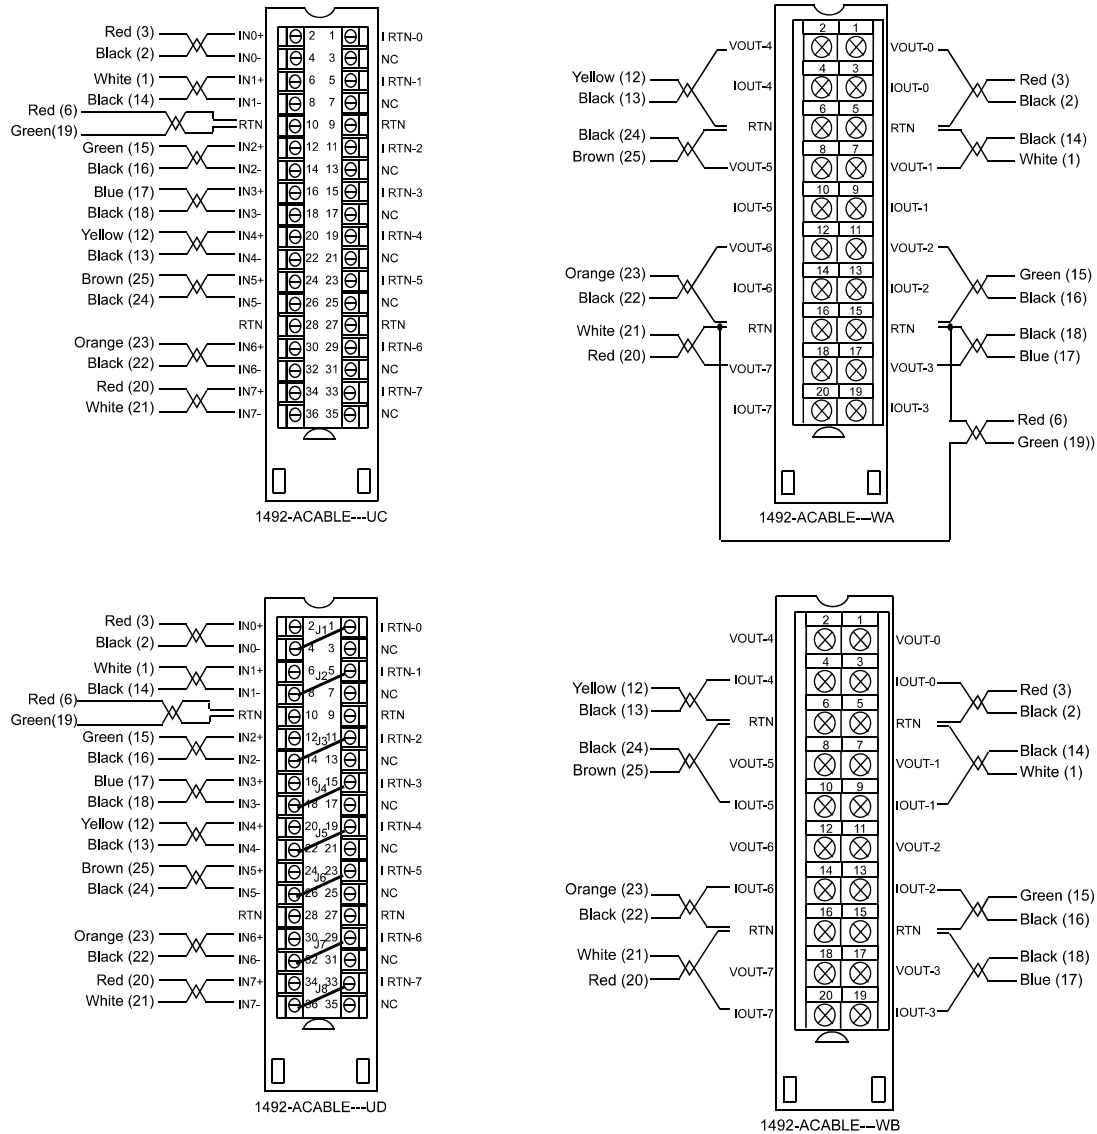 Red (3) IN0+ 2 1 I RTN-0
Black (2) IN0- 4 3 NC
White (1) IN1+ 6 5 I RTN-1
Black (14) IN1- 8 7 NC
Red (6)
Green(19) RTN 10 9 RTN
Green (15) IN2+ 12 11 I RTN-2
Black (16) IN2- 14 13 NC
Blue (17) IN3+ 16 15 I RTN-3
Black (18) IN3- 18 17 NC
Yellow (12) IN4+ 20 19 I RTN-4
Black (13) IN4- 22 21 NC
Brown (25) IN5+ 24 23 I RTN-5
Black (24) IN5- 26 25 NC
RTN 28 27 RTN
Orange (23) IN6+ 30 29 I RTN-6
Black (22) IN6- 32 31 NC
Red (20) IN7+ 34 33 I RTN-7
White (21) IN7- 36 35 NC
1492-ACABLE---UC
2 1
VOUT-4 VOUT-0
4 3
Yellow (12) IOUT-4 IOUT-0 Red (3)
Black (13) Black (2)
6 5
RTN RTN
Black (24) Black (14)
8 7
Brown (25) VOUT-5 VOUT-1 White (1)
10 9
IOUT-5 IOUT-1
12 11
VOUT-6 VOUT-2
14 13
Orange (23) IOUT-6 IOUT-2 Green (15)
Black (22) Black (16)
16 15
White (21) RTN RTN Black (18)
18 17
Red (20) VOUT-7 VOUT-3 Blue (17)
20 19
IOUT-7 IOUT-3
Red (6)
Green (19))
1492-ACABLE---WA
Red (3) IN0+ 2 J1 1 I RTN-0
Black (2) IN0- 4 3 NC
White (1) IN1+ 6 J2 5 I RTN-1
Black (14) IN1- 8 7 NC
Red (6)
Green(19) RTN 10 9 RTN
Green (15) IN2+ 12 J3 11 I RTN-2
Black (16) IN2- 14 13 NC
Blue (17) IN3+ 16 J4 15 I RTN-3
Black (18) IN3- 18 17 NC
Yellow (12) IN4+ 20 J5 19 I RTN-4
Black (13) IN4- 22 21 NC
Brown (25) IN5+ 24 J6 23 I RTN-5
Black (24) IN5- 26 25 NC
RTN 28 27 RTN
Orange (23) IN6+ 30 J7 29 I RTN-6
Black (22) IN6- 32 31 NC
Red (20) IN7+ 34 J8 33 I RTN-7
White (21) IN7- 36 35 NC
1492-ACABLE---UD
2 1
VOUT-4 VOUT-0
4 3
IOUT-4 IOUT-0
Yellow (12) Red (3)
Black (13) Black (2)
6 5
RTN RTN
Black (24) Black (14)
8 7
Brown (25) VOUT-5 VOUT-1 White (1)
10 9
IOUT-5 IOUT-1
12 11
VOUT-6 VOUT-2
14 13
Orange (23) IOUT-6 IOUT-2 Green (15)
Black (22) Black (16)
16 15
RTN RTN
White (21) Black (18)
18 17
Red (20) VOUT-7 VOUT-3 Blue (17)
20 19
IOUT-7 IOUT-3
1492-ACABLE---WB